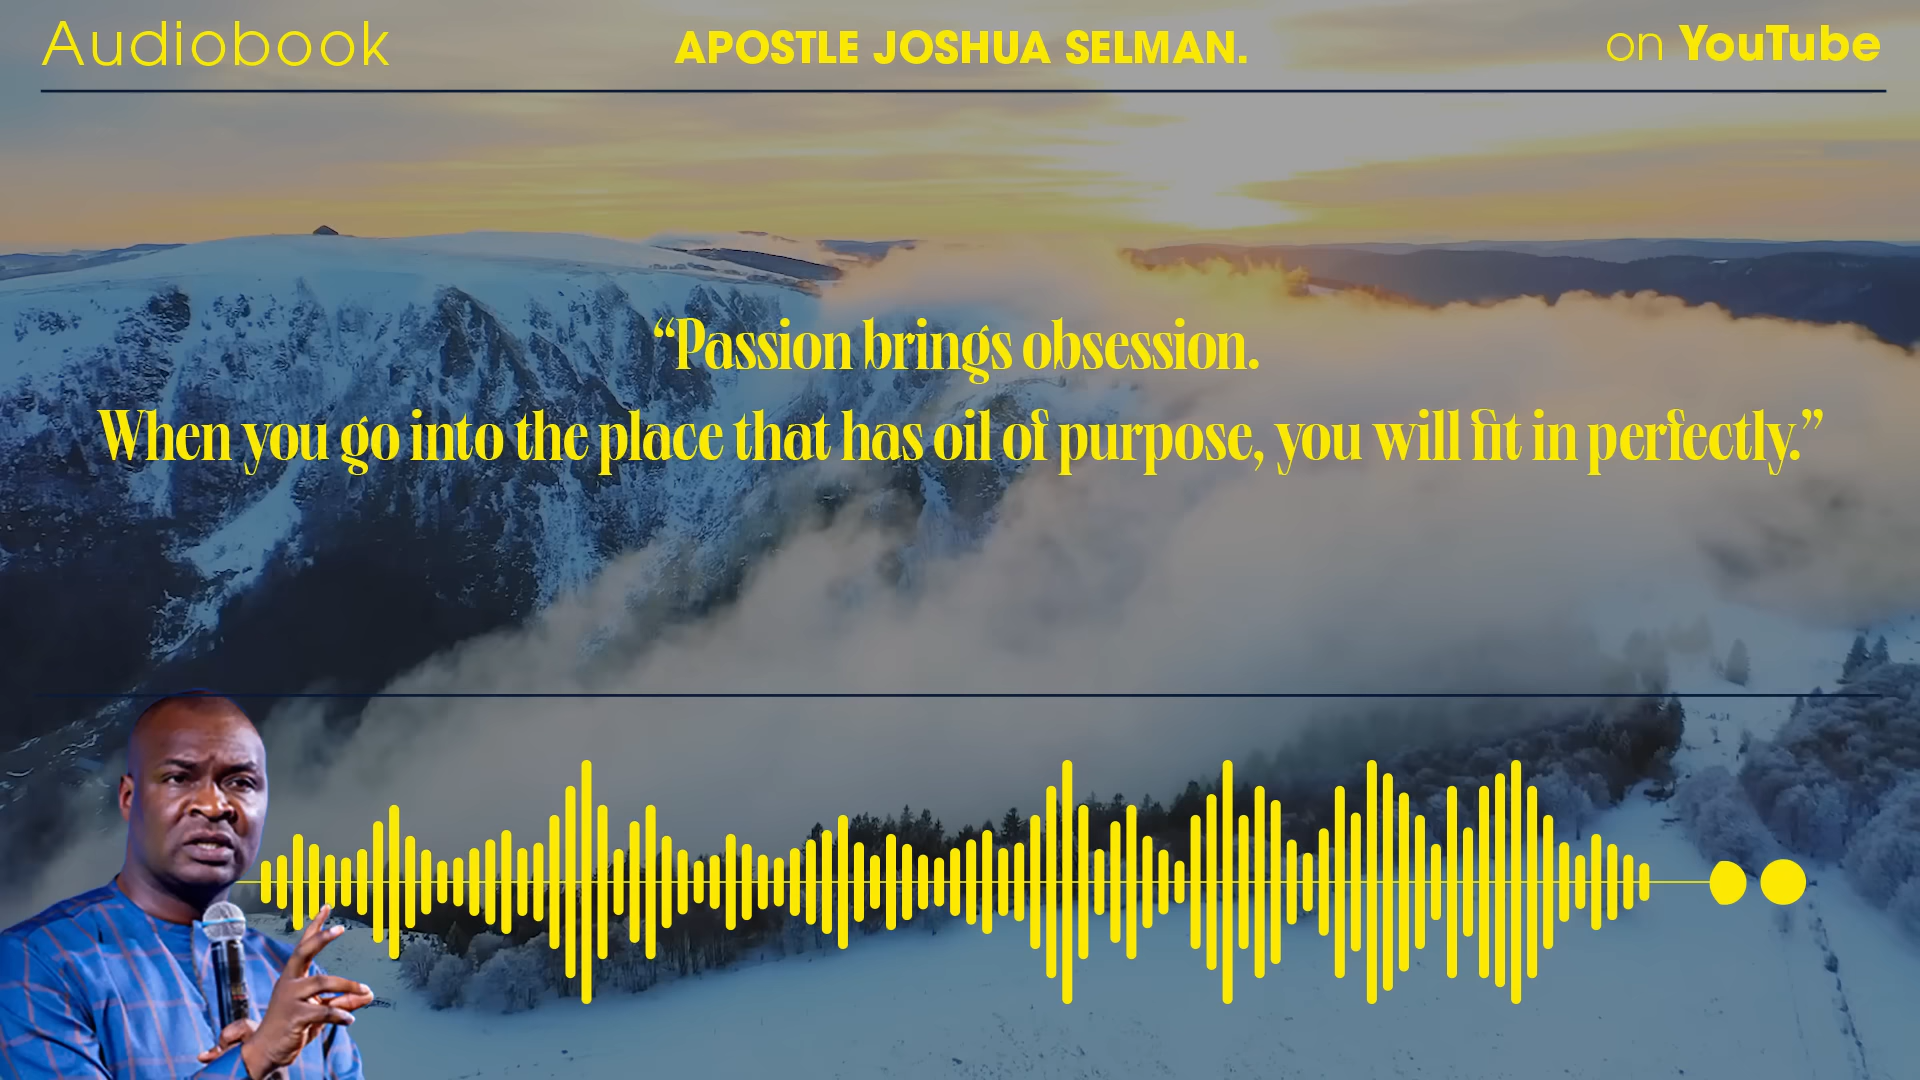 Audiobook
APOSTLE JOSHUA SELMAN.
on YouTube
“Passion brings obsession.
When you go into the place that has oil of purpose, you will fit in perfectly.”